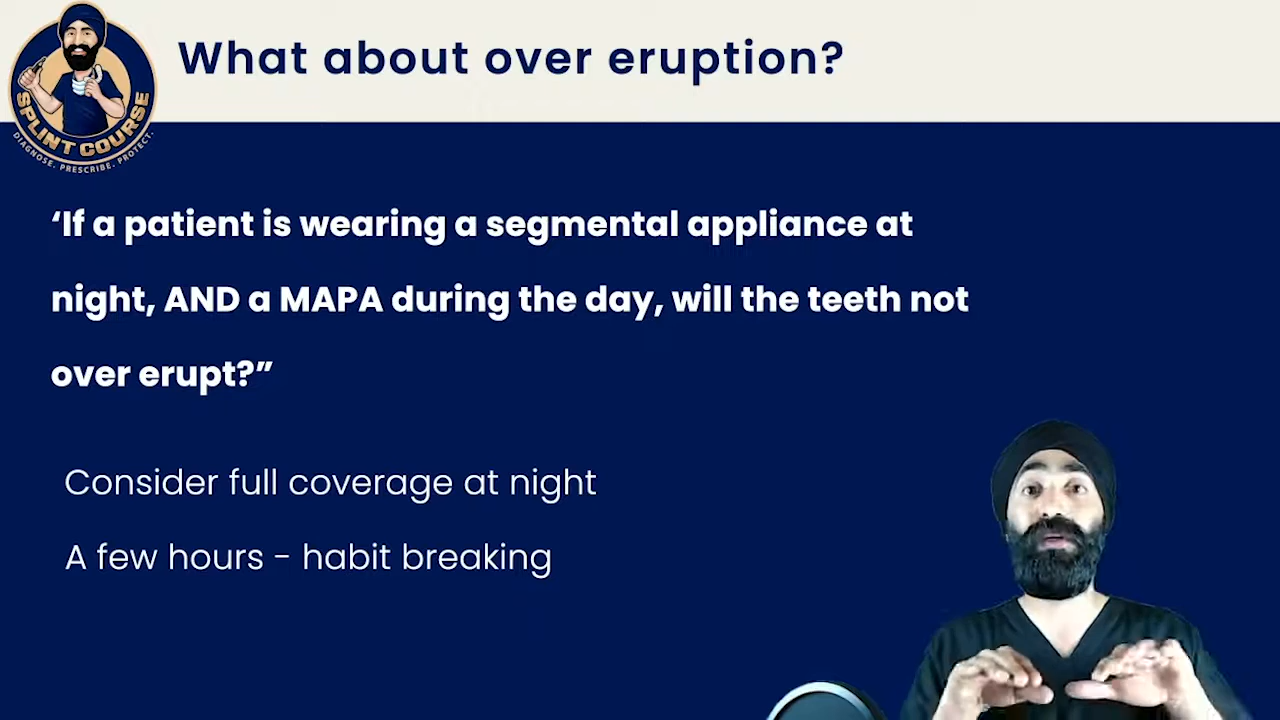 What about over eruption?
SPLINT COURSE
DIAGNOSE. PRESCRIBE. PROTECT.
‘If a patient is wearing a segmental appliance at
night, AND a MAPA during the day, will the teeth not
over erupt?”
Consider full coverage at night
A few hours - habit breaking